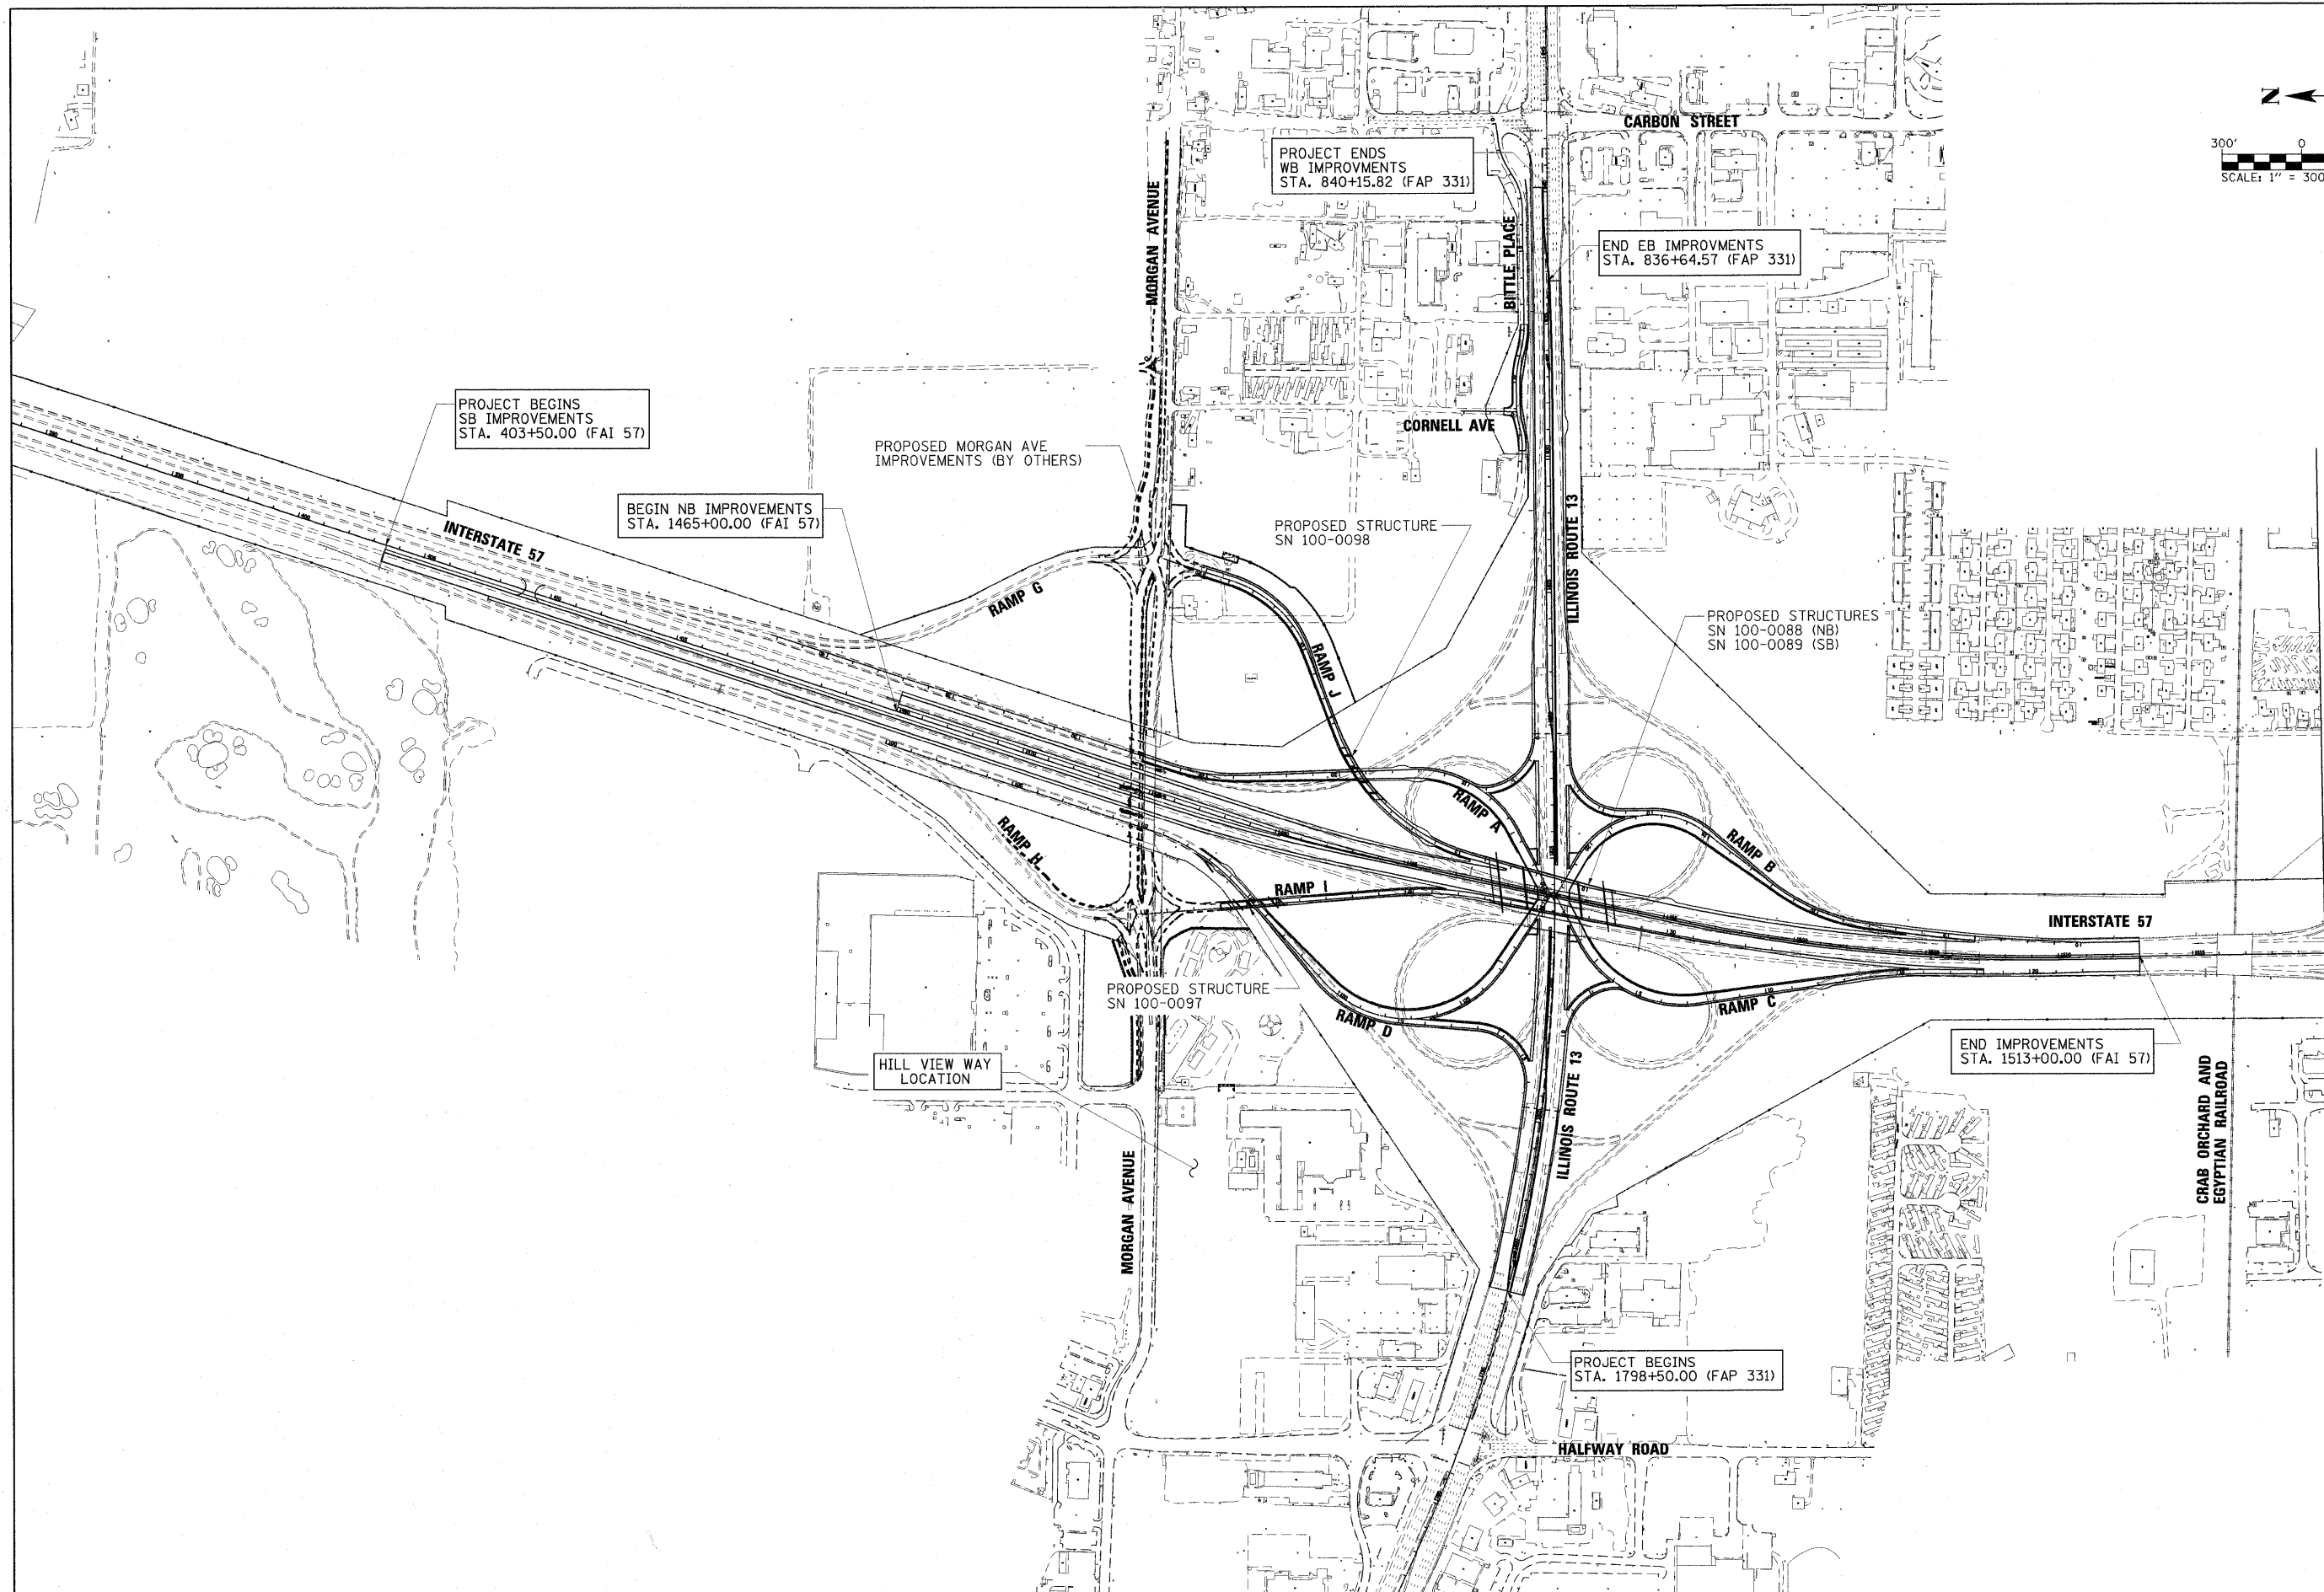 CARBON STREET
N
300'
0
SCALE: 1" = 300
PROJECT ENDS
WB IMPROVMENTS
STA. 840+15.82 (FAP 331)
MORGAN AVENUE
BITTLE PLACE
END EB IMPROVMENTS
STA. 836+64.57 (FAP 331)
PROJECT BEGINS
SB IMPROVEMENTS
STA. 403+50.00 (FAI 57)
CORNELL AVE
PROPOSED MORGAN AVE
IMPROVEMENTS (BY OTHERS)
BEGIN NB IMPROVEMENTS
STA. 1465+00.00 (FAI 57)
INTERSTATE 57
PROPOSED STRUCTURE
SN 100-0098
ILLINOIS ROUTE 13
RAMP G
PROPOSED STRUCTURES
SN 100-0088 (NB)
SN 100-0089 (SB)
RAMP J
RAMP A
RAMP B
RAMP H
RAMP I
INTERSTATE 57
PROPOSED STRUCTURE
SN 100-0097
RAMP D
RAMP C
HILL VIEW WAY
LOCATION
END IMPROVEMENTS
STA. 1513+00.00 (FAI 57)
ILLINOIS ROUTE 13
CRAB ORCHARD AND
EGYPTIAN RAILROAD
MORGAN AVENUE
PROJECT BEGINS
STA. 1798+50.00 (FAP 331)
HALFWAY ROAD